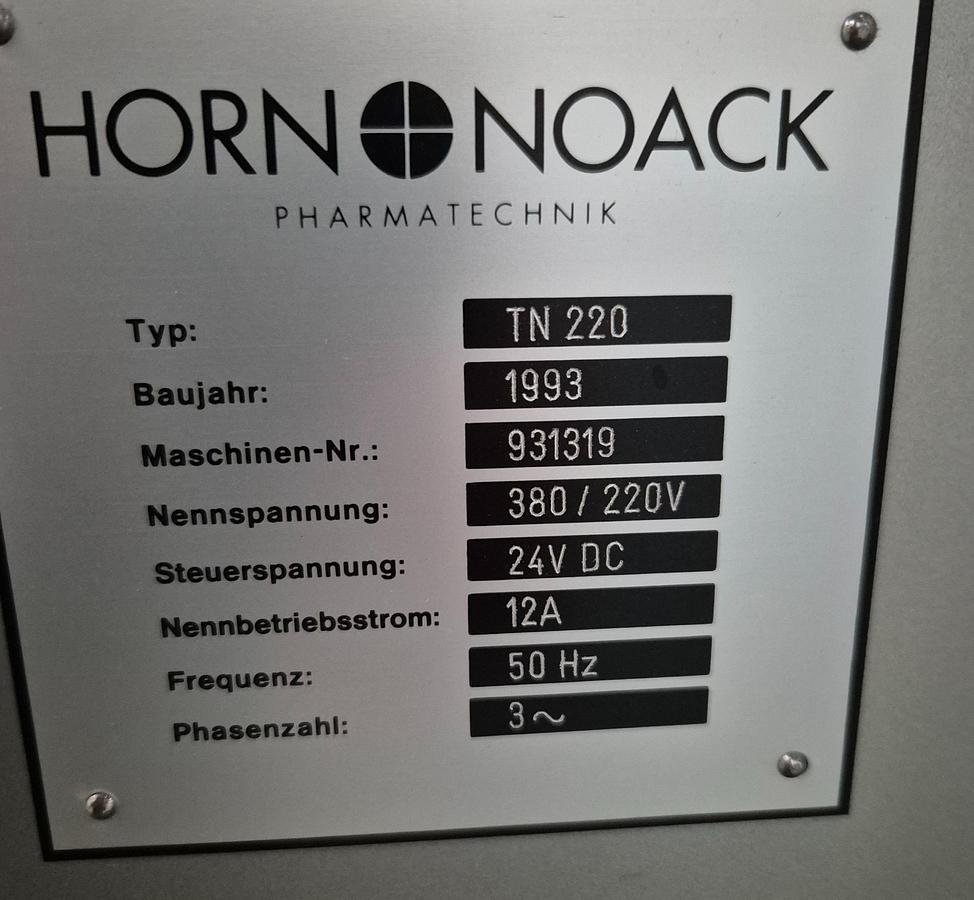 HORN NOACK
PHARMATECHNIK
Typ: TN 220
Baujahr: 1993
Maschinen-Nr.: 931319
Nennspannung: 380 / 220V
Steuerspannung: 24V DC
Nennbetriebsstrom: 12A
Frequenz: 50 Hz
Phasenzahl: 3~